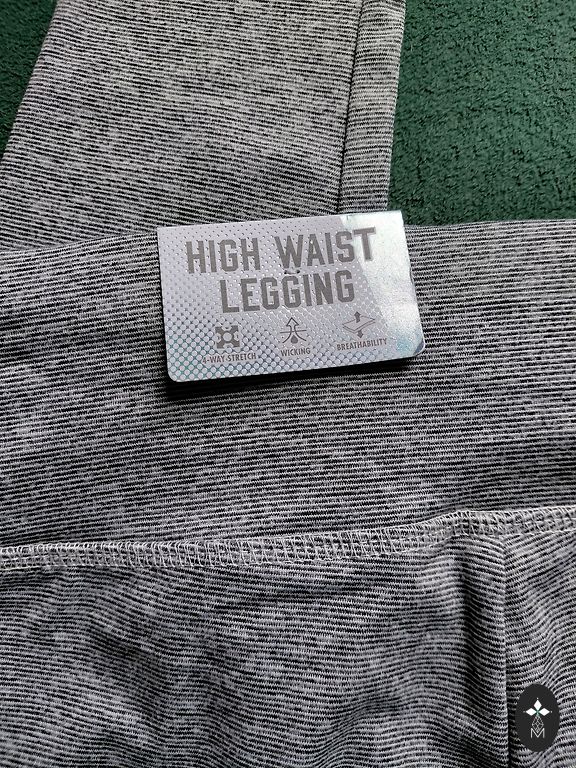 HIGH WAIST
LEGGING
4-WAY STRETCH
WICKING
BREATHABILITY
M